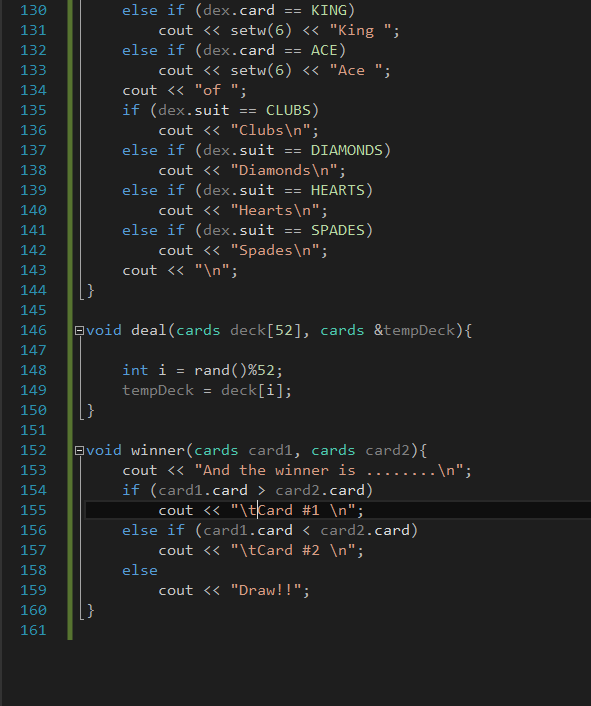 130 else if (dex.card == KING)
131 cout << setw(6) << "King ";
132 else if (dex.card == ACE)
133 cout << setw(6) << "Ace ";
134 cout << "of ";
135 if (dex.suit == CLUBS)
136 cout << "Clubs\n";
137 else if (dex.suit == DIAMONDS)
138 cout << "Diamonds\n";
139 else if (dex.suit == HEARTS)
140 cout << "Hearts\n";
141 else if (dex.suit == SPADES)
142 cout << "Spades\n";
143 cout << "\n";
144 }
145
146 void deal(cards deck[52], cards &tempDeck){
147
148 int i = rand()%52;
149 tempDeck = deck[i];
150 }
151
152 void winner(cards card1, cards card2){
153 cout << "And the winner is ........\n";
154 if (card1.card > card2.card)
155 cout << "\tCard #1 \n";
156 else if (card1.card < card2.card)
157 cout << "\tCard #2 \n";
158 else
159 cout << "Draw!!";
160 }
161